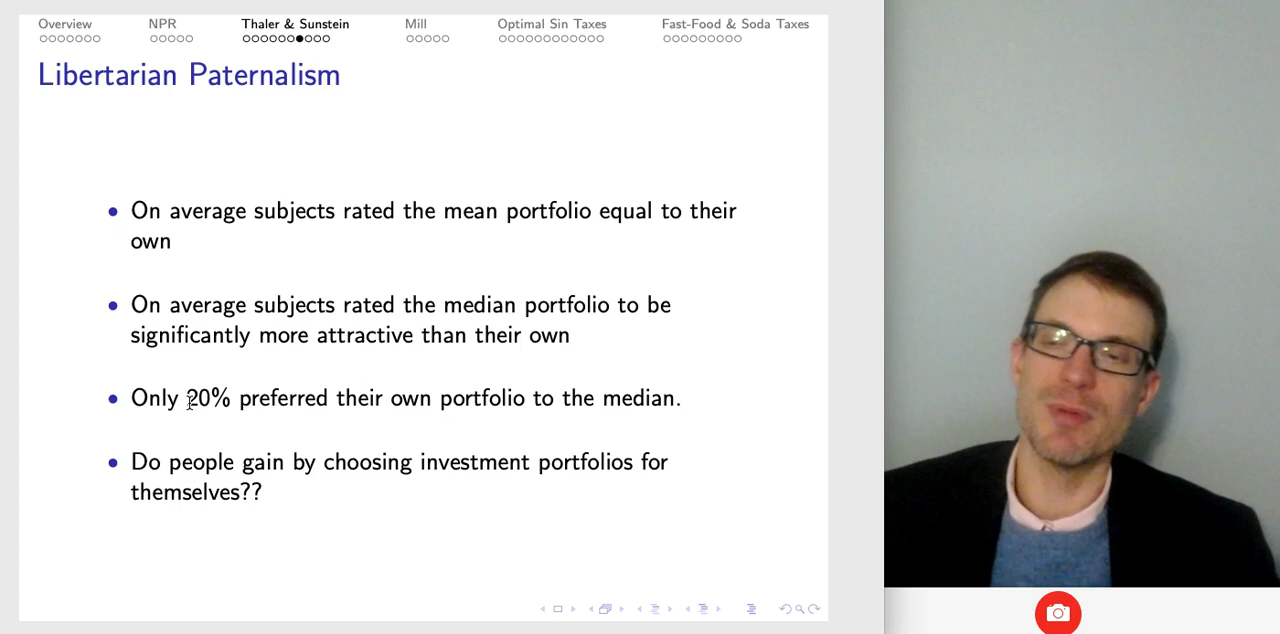 Overview NPR Thaler & Sunstein Mill Optimal Sin Taxes Fast-Food & Soda Taxes
Libertarian Paternalism
• On average subjects rated the mean portfolio equal to their
own
• On average subjects rated the median portfolio to be
significantly more attractive than their own
• Only 20% preferred their own portfolio to the median.
• Do people gain by choosing investment portfolios for
themselves??